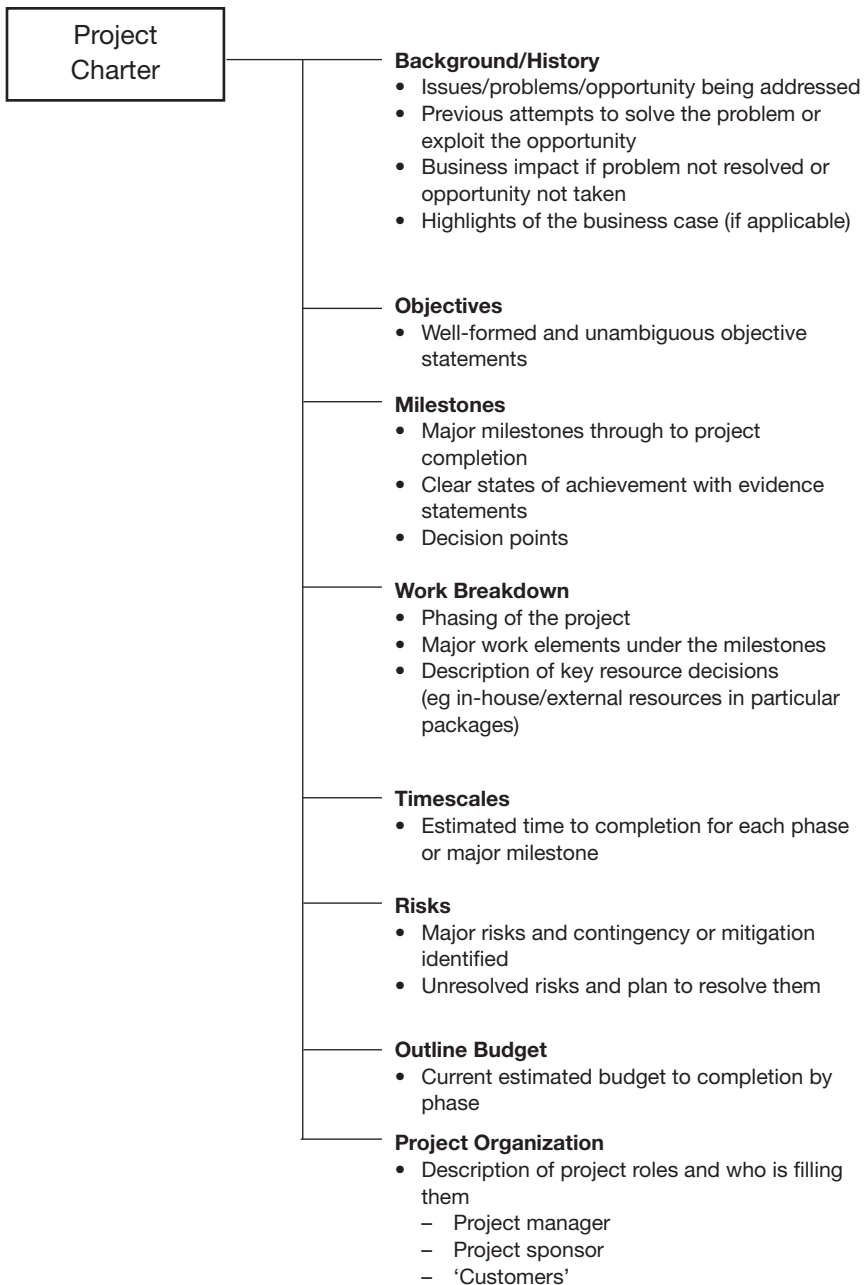 Project
Charter
Background/History
• Issues/problems/opportunity being addressed
• Previous attempts to solve the problem or
exploit the opportunity
• Business impact if problem not resolved or
opportunity not taken
• Highlights of the business case (if applicable)
Objectives
• Well-formed and unambiguous objective
statements
Milestones
• Major milestones through to project
completion
• Clear states of achievement with evidence
statements
• Decision points
Work Breakdown
• Phasing of the project
• Major work elements under the milestones
• Description of key resource decisions
(eg in-house/external resources in particular
packages)
Timescales
• Estimated time to completion for each phase
or major milestone
Risks
• Major risks and contingency or mitigation
identified
• Unresolved risks and plan to resolve them
Outline Budget
• Current estimated budget to completion by
phase
Project Organization
• Description of project roles and who is filling
them
– Project manager
– Project sponsor
– ‘Customers’